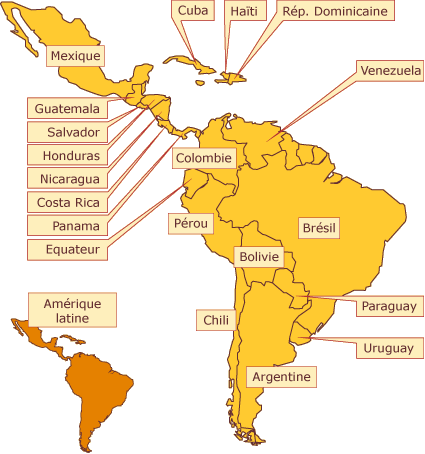 Cuba
Haïti
Rép. Dominicaine
Mexique
Venezuela
Guatemala
Salvador
Honduras
Colombie
Nicaragua
Costa Rica
Panama
Pérou
Brésil
Equateur
Bolivie
Amérique
latine
Paraguay
Chili
Uruguay
Argentine